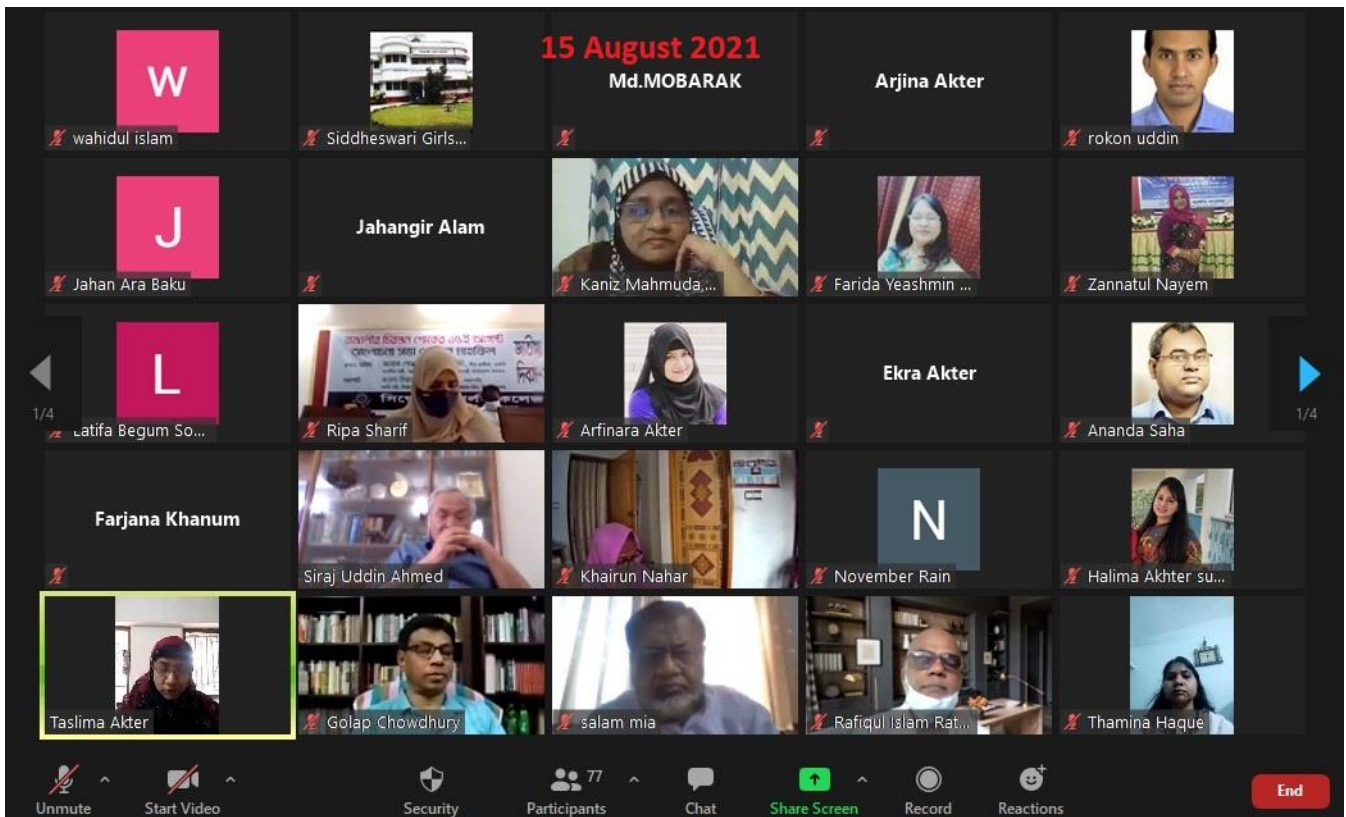 15 August 2021
W
wahidul islam
Siddheswari Girls...
Md.MOBARAK
Arjina Akter
rokon uddin
J
Jahan Ara Baku
Jahangir Alam
Kaniz Mahmuda,...
Farida Yeashmin ...
Zannatul Nayem
L
Latifa Begum So...
Ripa Sharif
Arfinara Akter
Ekra Akter
Ananda Saha
1/4
1/4
Farjana Khanum
Siraj Uddin Ahmed
Khairun Nahar
N
November Rain
Halima Akhter su...
Taslima Akter
Golap Chowdhury
salam mia
Rafiqul Islam Rat...
Thamina Haque
Unmute
Start Video
Security
77
Participants
Chat
Share Screen
Record
Reactions
End